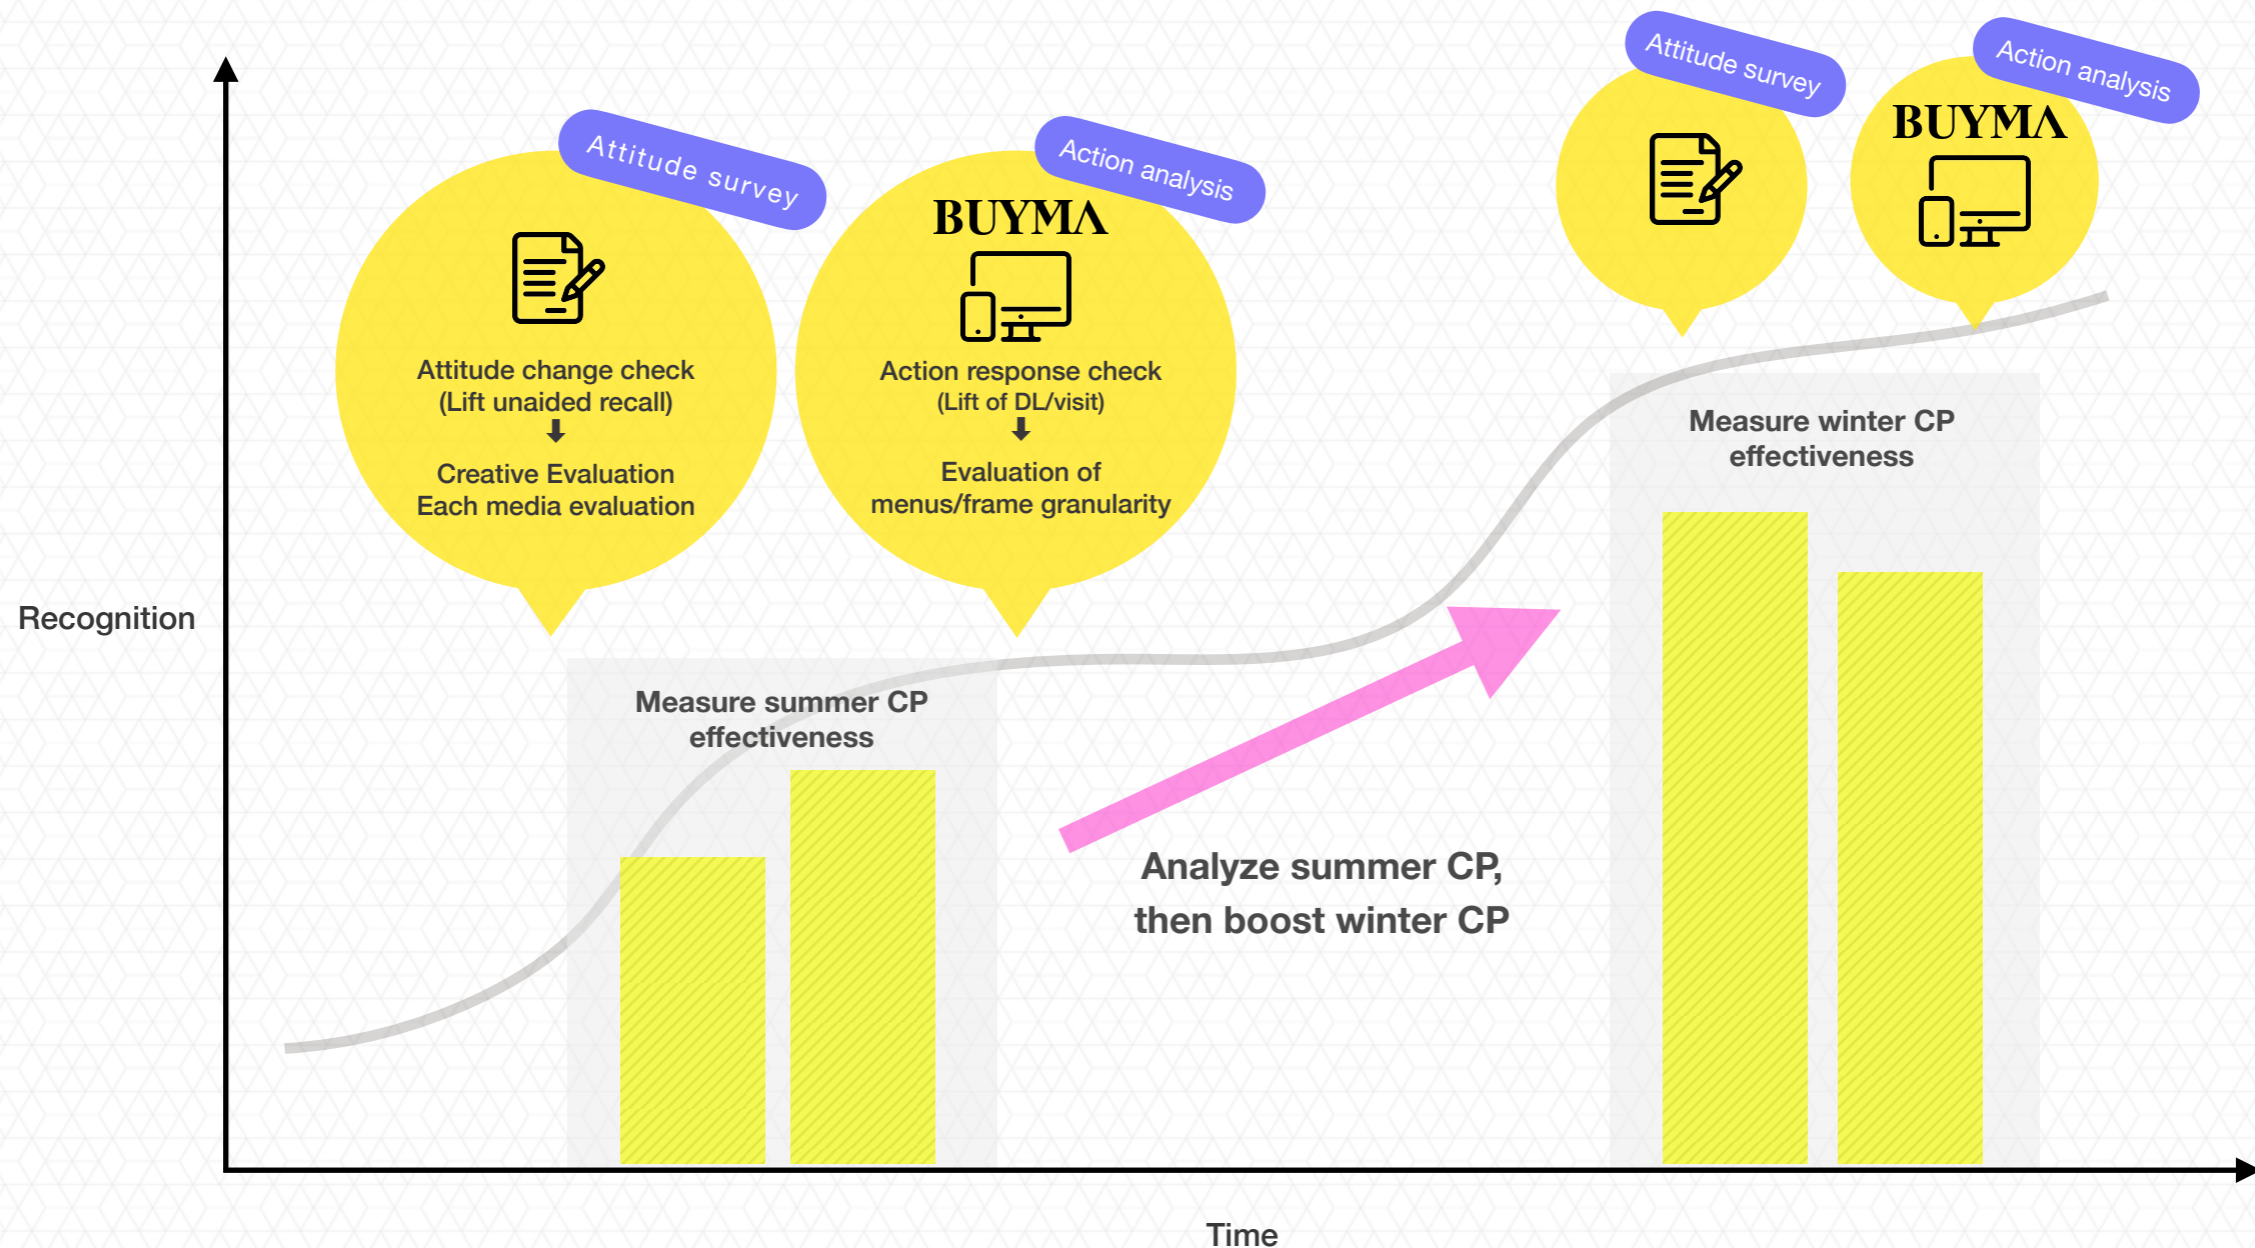 Attitude survey
Action analysis
Attitude survey
BUYMA
Action analysis
BUYMA
Attitude change check
(Lift unaided recall)
Creative Evaluation
Each media evaluation
Action response check
(Lift of DL/visit)
Evaluation of
menus/frame granularity
Measure winter CP
effectiveness
Recognition
Measure summer CP
effectiveness
Analyze summer CP,
then boost winter CP
Time